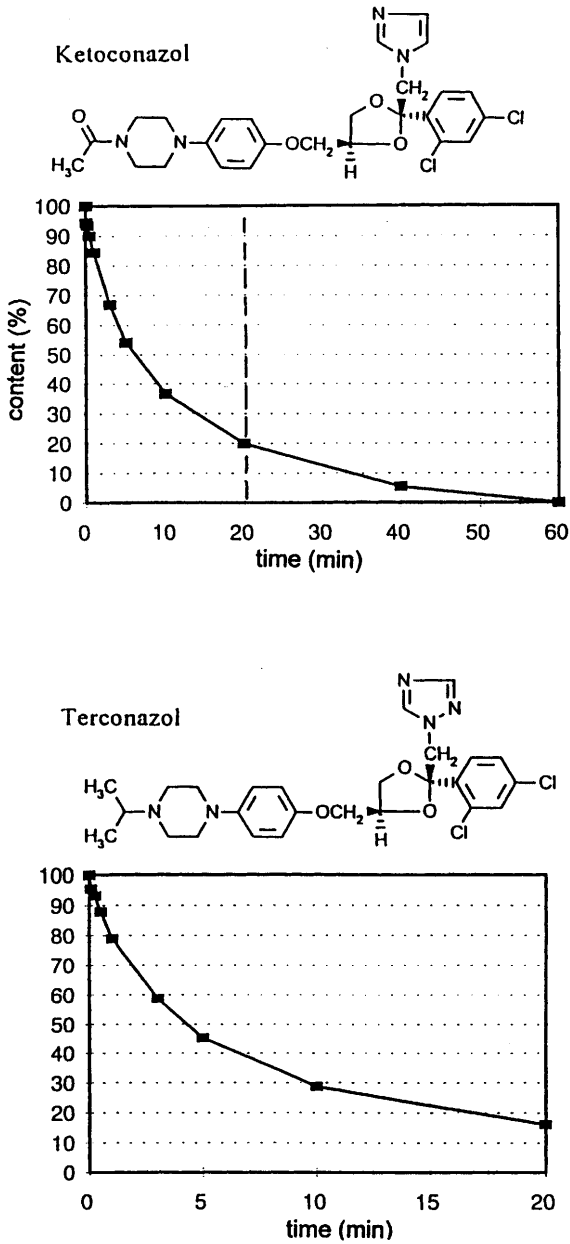 Ketoconazol
N
N
CH2
O
O
Cl
Cl
H
OCH2
N
N
O
H3C
100
90
80
70
60
50
40
30
20
10
0
content (%)
0 10 20 30 40 50 60
time (min)
Terconazol
N
N
N
CH2
O
O
Cl
Cl
H
OCH2
N
N
H3C
H3C
100
90
80
70
60
50
40
30
20
10
0
0 5 10 15 20
time (min)